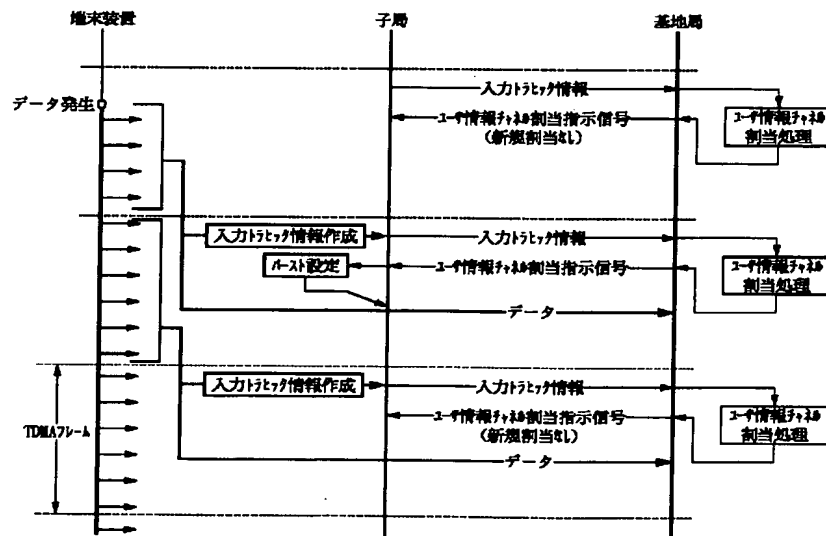 端末装置
子局
基地局
入力トラヒック情報
データ発生
ユーザ情報チャネル割当指示信号
(新規割当なし)
ユーザ情報チャネル
割当処理
入力トラヒック情報作成
入力トラヒック情報
バースト設定
ユーザ情報チャネル割当指示信号
ユーザ情報チャネル
割当処理
データ
入力トラヒック情報作成
入力トラヒック情報
ユーザ情報チャネル割当指示信号
(新規割当なし)
ユーザ情報チャネル
割当処理
TDMAフレーム
データ